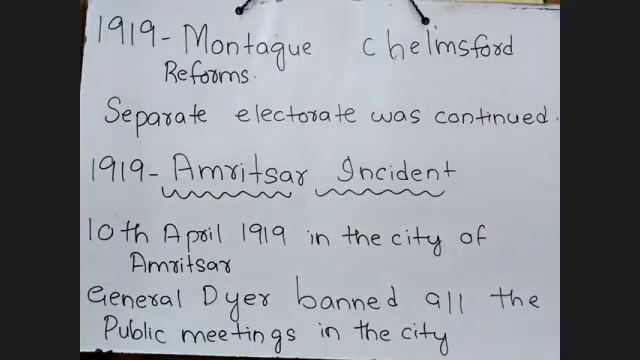 1919 - Montague Chelmsford
Reforms.
Separate electorate was continued.
1919 - Amritsar Incident
10th April 1919 in the city of
Amritsar
General Dyer banned all the
Public meetings in the city